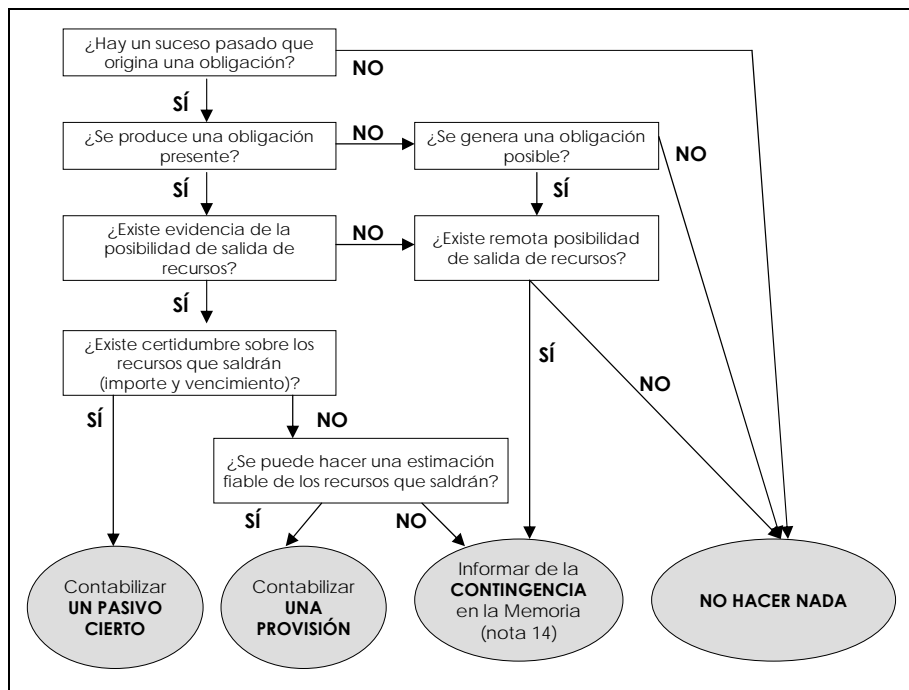 ¿Hay un suceso pasado que
origina una obligación?
NO
SÍ
¿Se produce una obligación
presente?
NO
¿Se genera una obligación
posible?
NO
SÍ
SÍ
¿Existe evidencia de la
posibilidad de salida de
recursos?
NO
¿Existe remota posibilidad
de salida de recursos?
SÍ
¿Existe certidumbre sobre los
recursos que saldrán
(importe y vencimiento)?
SÍ
NO
SÍ
NO
¿Se puede hacer una estimación
fiable de los recursos que saldrán?
SÍ
NO
Contabilizar
UN PASIVO
CIERTO
Contabilizar
UNA
PROVISIÓN
Informar de la
CONTINGENCIA
en la Memoria
(nota 14)
NO HACER NADA